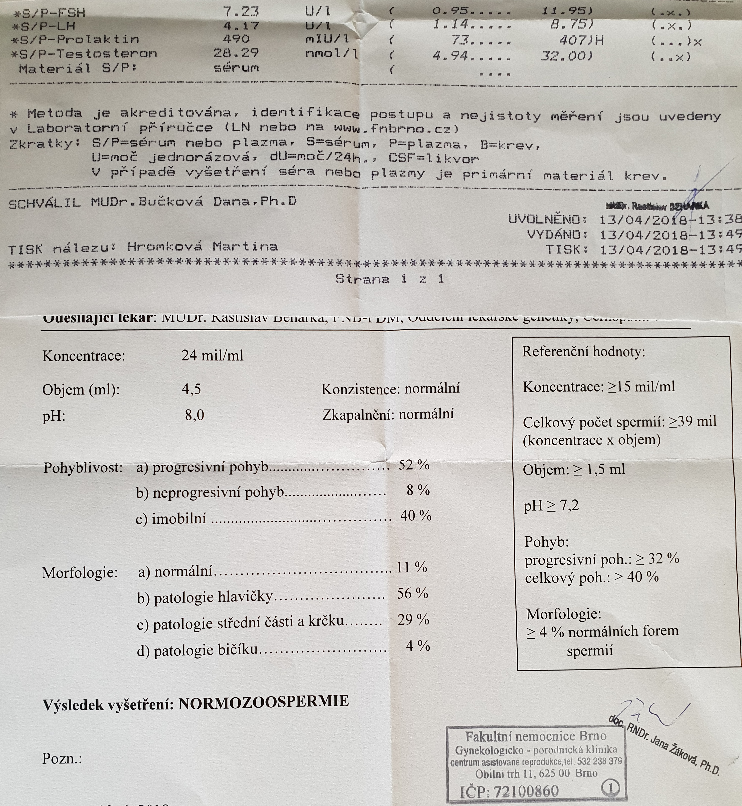 *S/P-FSH 7.23 U/l ( 0.95..... 11.95) (.x.)
*S/P-LH 4.17 U/l ( 1.14..... 8.75) (.x.)
*S/P-Prolaktin 490 mIU/l ( 73..... 407)H (...)x
*S/P-Testosteron 28.29 nmol/l ( 4.94..... 32.00) (..x)
Materiál S/P: sérum ( ....
* Metoda je akreditována, identifikace postupu a nejistoty měření jsou uvedeny
v Laboratorní příručce (LN nebo na www.fnbrno.cz)
Zkratky: S/P=sérum nebo plazma, S=sérum, P=plazma, B=krev,
U=moč jednorázová, dU=moč/24h., CSF=likvor
V případě vyšetření séra nebo plazmy je primární materiál krev.
SCHVÁLIL MUDr.Bučková Dana.Ph.D
MUDr. Rastislav BEHARKA
UVOLNĚNO: 13/04/2018-13:38
VYDÁNO: 13/04/2018-13:49
TISK nálezu: Hromková Martina TISK: 13/04/2018-13:49
Strana 1 z 1
Odesílající lékař: MUDr. Rastislav Beharka, FNB-PDM, Oddělení lékařské genetiky,
Koncentrace: 24 mil/ml
Objem (ml): 4,5 Konzistence: normální
pH: 8,0 Zkapalnční: normální
Pohyblivost: a) progresivní pohyb.............................. 52 %
b) neprogresivní pohyb......................... 8 %
c) imobilní .......................................... 40 %
Morfologie: a) normální......................................... 11 %
b) patologie hlavičky.......................... 56 %
c) patologie střední části a krčku........ 29 %
d) patologie bičíku............................. 4 %
Výsledek vyšetření: NORMOZOOSPERMIE
Pozn.:
Referenční hodnoty:
Koncentrace: ≥15 mil/ml
Celkový počet spermií: ≥39 mil
(koncentrace x objem)
Objem: ≥ 1,5 ml
pH ≥ 7,2
Pohyb:
progresivní poh.: ≥ 32 %
celkový poh.: > 40 %
Morfologie:
≥ 4 % normálních forem
spermií
doc. RNDr. Jana Žáková, Ph.D.
Fakultní nemocnice Brno
Gynekologicko - porodnická klinika
centrum asistované reprodukce, tel. 532 238 379
Obilní trh 11, 625 00 Brno
IČP: 72100860 1